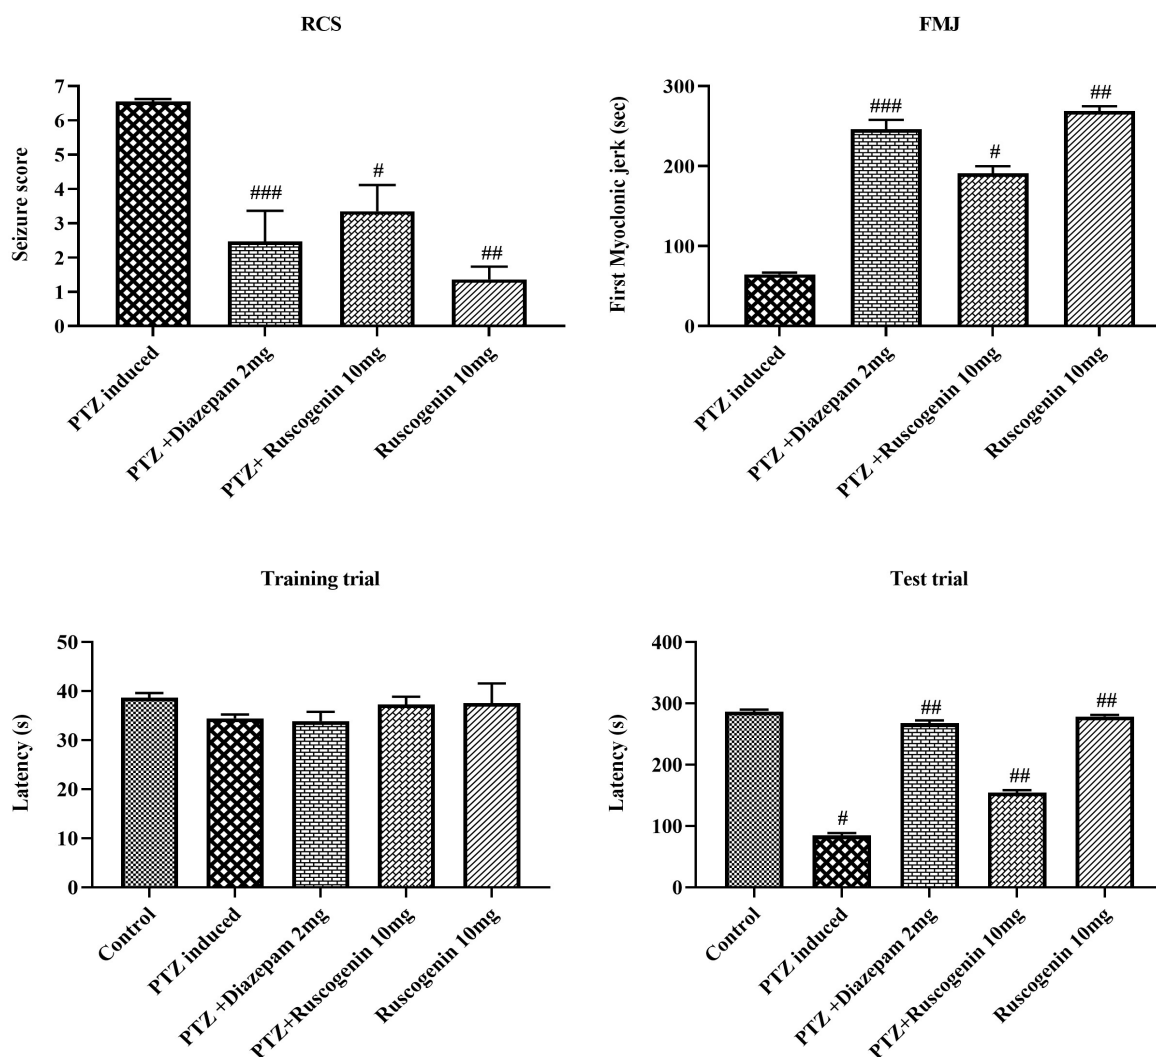 RCS
Seizure score
7
6
5
4
3
2
1
0
###
#
##
PTZ induced
PTZ +Diazepam 2mg
PTZ+ Ruscogenin 10mg
Ruscogenin 10mg
FMJ
First Myoclonic jerk (sec)
300
200
100
0
###
#
##
PTZ induced
PTZ +Diazepam 2mg
PTZ +Ruscogenin 10mg
Ruscogenin 10mg
Training trial
Latency (s)
50
40
30
20
10
0
Control
PTZ induced
PTZ +Diazepam 2mg
PTZ+Ruscogenin 10mg
Ruscogenin 10mg
Test trial
Latency (s)
400
300
200
100
0
#
##
##
##
Control
PTZ induced
PTZ +Diazepam 2mg
PTZ+Ruscogenin 10mg
Ruscogenin 10mg